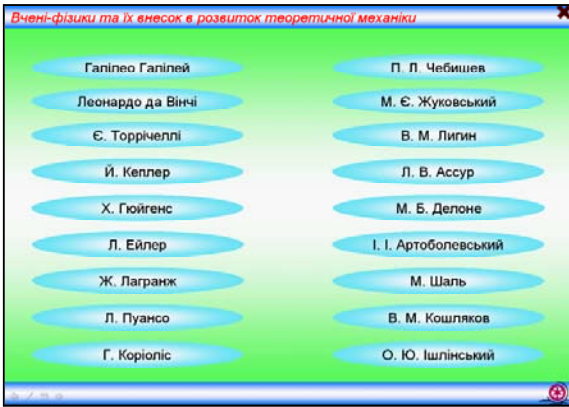 Вчені-фізики та їх внесок в розвиток теоретичної механіки
Галілео Галілей
Леонардо да Вінчі
Є. Торрічеллі
Й. Кеплер
Х. Гюйгенс
Л. Ейлер
Ж. Лагранж
Л. Пуансо
Г. Коріоліс
П. Л. Чебишев
М. Є. Жуковський
В. М. Лигин
Л. В. Ассур
М. Б. Делоне
І. І. Артоболевський
М. Шаль
В. М. Кошляков
О. Ю. Ішлінський